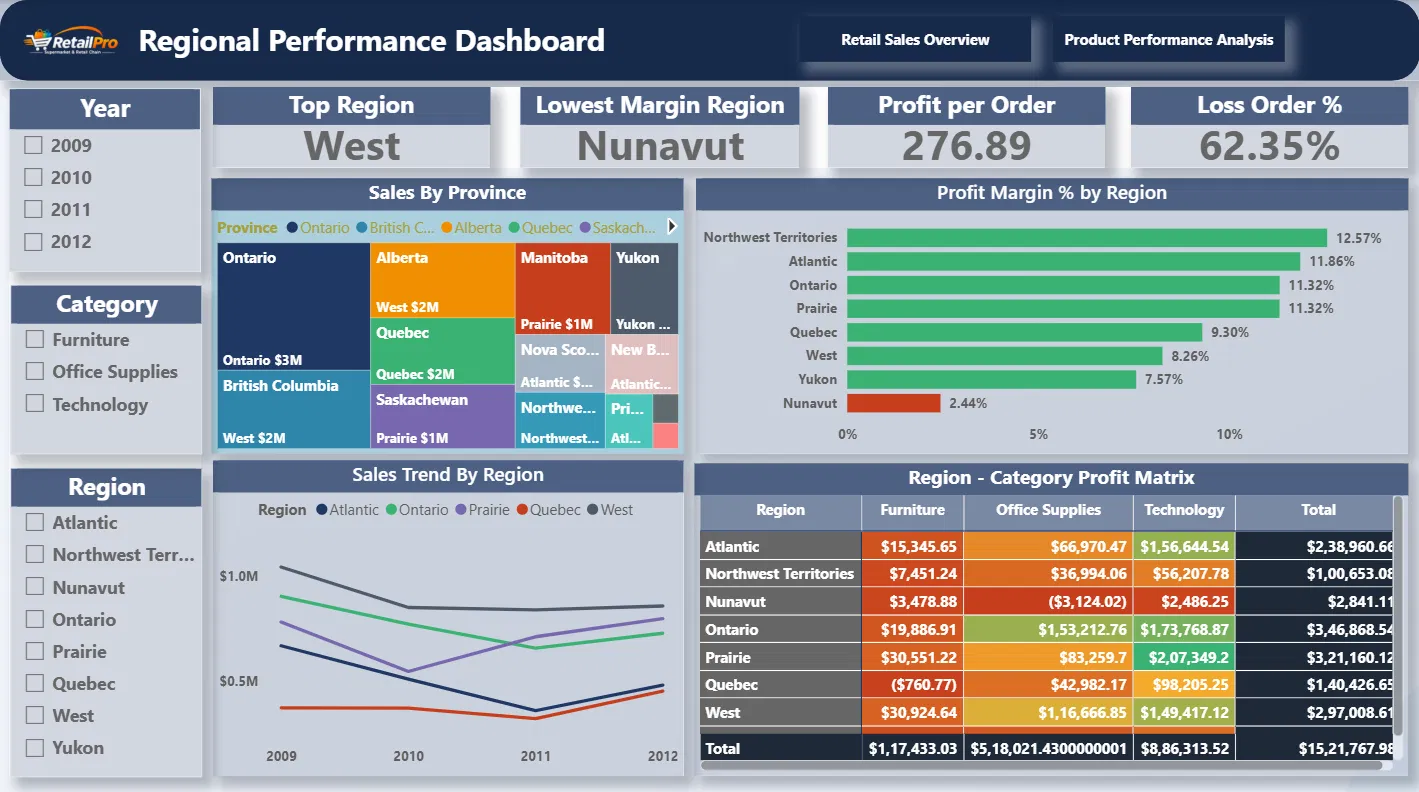 RetailPro
Supermarket & Retail Chain
Regional Performance Dashboard
Retail Sales Overview
Product Performance Analysis
Year
2009
2010
2011
2012
Category
Furniture
Office Supplies
Technology
Region
Atlantic
Northwest Terr...
Nunavut
Ontario
Prairie
Quebec
West
Yukon
Top Region
West
Lowest Margin Region
Nunavut
Profit per Order
276.89
Loss Order %
62.35%
Sales By Province
Province Ontario British C... Alberta Quebec Saskach...
Ontario
Ontario $3M
British Columbia
West $2M
Alberta
West $2M
Quebec
Quebec $2M
Saskachewan
Prairie $1M
Manitoba
Prairie $1M
Yukon
Yukon ...
Nova Sco...
Atlantic $...
New B...
Atlantic...
Northwe...
Northwest...
Pri...
Atl...
Profit Margin % by Region
Northwest Territories 12.57%
Atlantic 11.86%
Ontario 11.32%
Prairie 11.32%
Quebec 9.30%
West 8.26%
Yukon 7.57%
Nunavut 2.44%
0% 5% 10%
Sales Trend By Region
Region Atlantic Ontario Prairie Quebec West
$1.0M
$0.5M
2009 2010 2011 2012
Region - Category Profit Matrix
Region Furniture Office Supplies Technology Total
Atlantic $15,345.65 $66,970.47 $1,56,644.54 $2,38,960.66
Northwest Territories $7,451.24 $36,994.06 $56,207.78 $1,00,653.08
Nunavut $3,478.88 ($3,124.02) $2,486.25 $2,841.11
Ontario $19,886.91 $1,53,212.76 $1,73,768.87 $3,46,868.54
Prairie $30,551.22 $83,259.7 $2,07,349.2 $3,21,160.12
Quebec ($760.77) $42,982.17 $98,205.25 $1,40,426.65
West $30,924.64 $1,16,666.85 $1,49,417.12 $2,97,008.61
Total $1,17,433.03 $5,18,021.4300000001 $8,86,313.52 $15,21,767.98